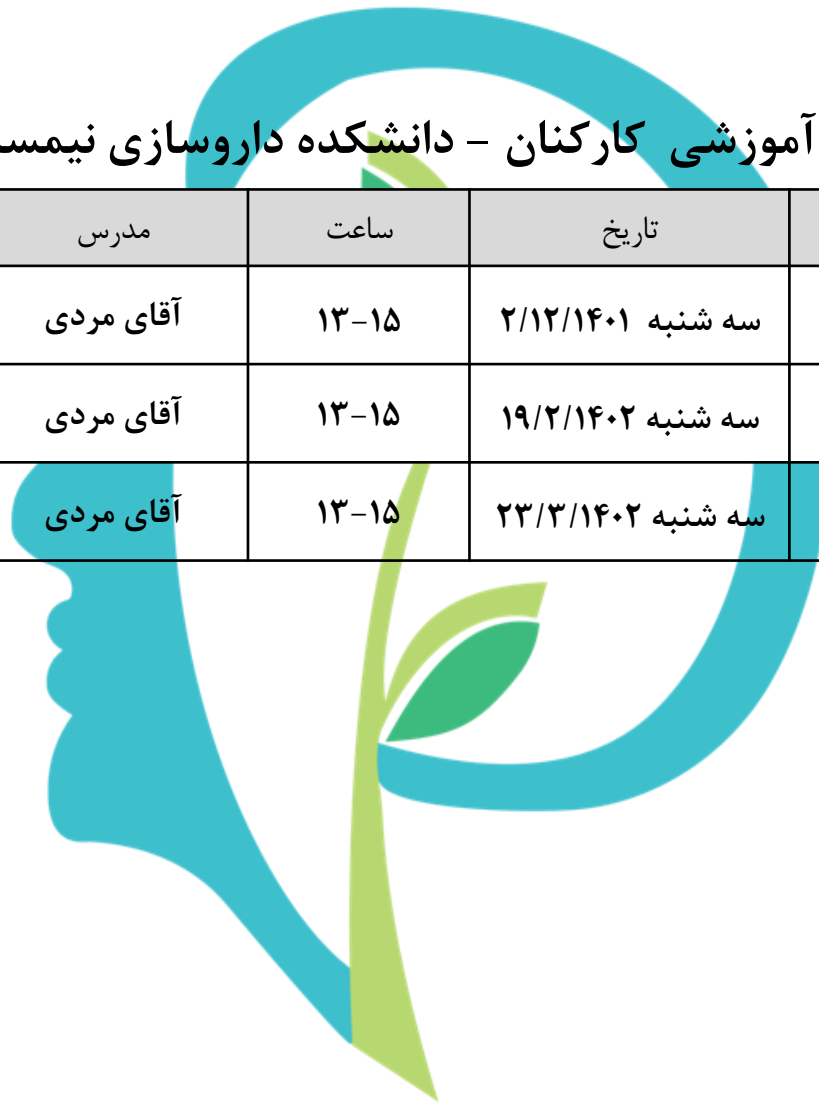 آموزشی کارکنان - دانشکده داروسازی
تاریخ ساعت مدرس
سه شنبه ۲/۱۲/۱۴۰۱ ۱۳-۱۵ آقای مردی
سه شنبه ۱۹/۲/۱۴۰۲ ۱۳-۱۵ آقای مردی
سه شنبه ۲۳/۳/۱۴۰۲ ۱۳-۱۵ آقای مردی